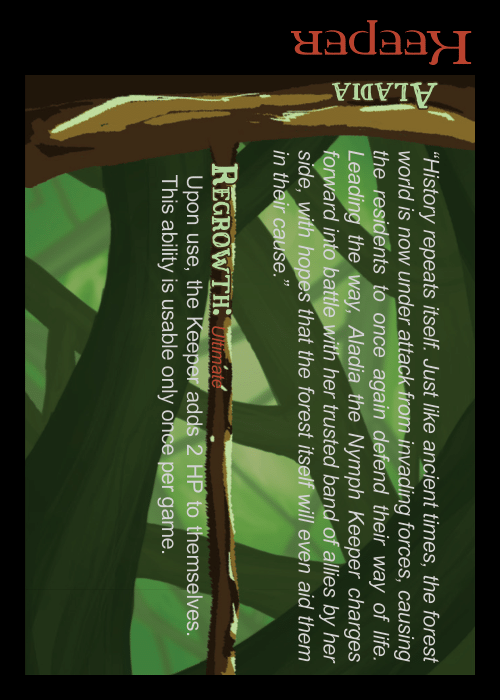 Keeper
Aladia
“History repeats itself. Just like ancient times, the forest
world is now under attack from invading forces, causing
the residents to once again defend their way of life.
Leading the way, Aladia the Nymph Keeper charges
forward into battle with her trusted band of allies by her
side, with hopes that the forest itself will even aid them
in their cause.”
Regrowth: Ultimate
Upon use, the Keeper adds 2 HP to themselves.
This ability is usable only once per game.